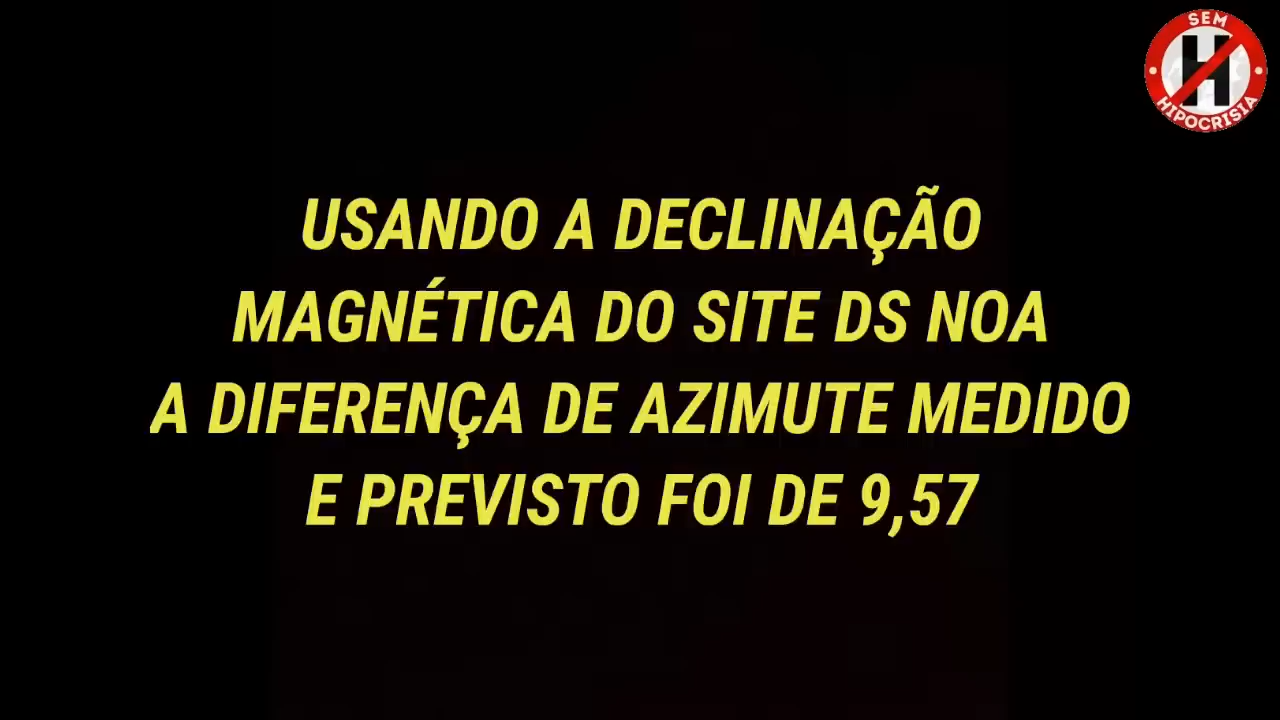 SEM
H
HIPOCRISIA
USANDO A DECLINAÇÃO
MAGNÉTICA DO SITE DS NOA
A DIFERENÇA DE AZIMUTE MEDIDO
E PREVISTO FOI DE 9,57